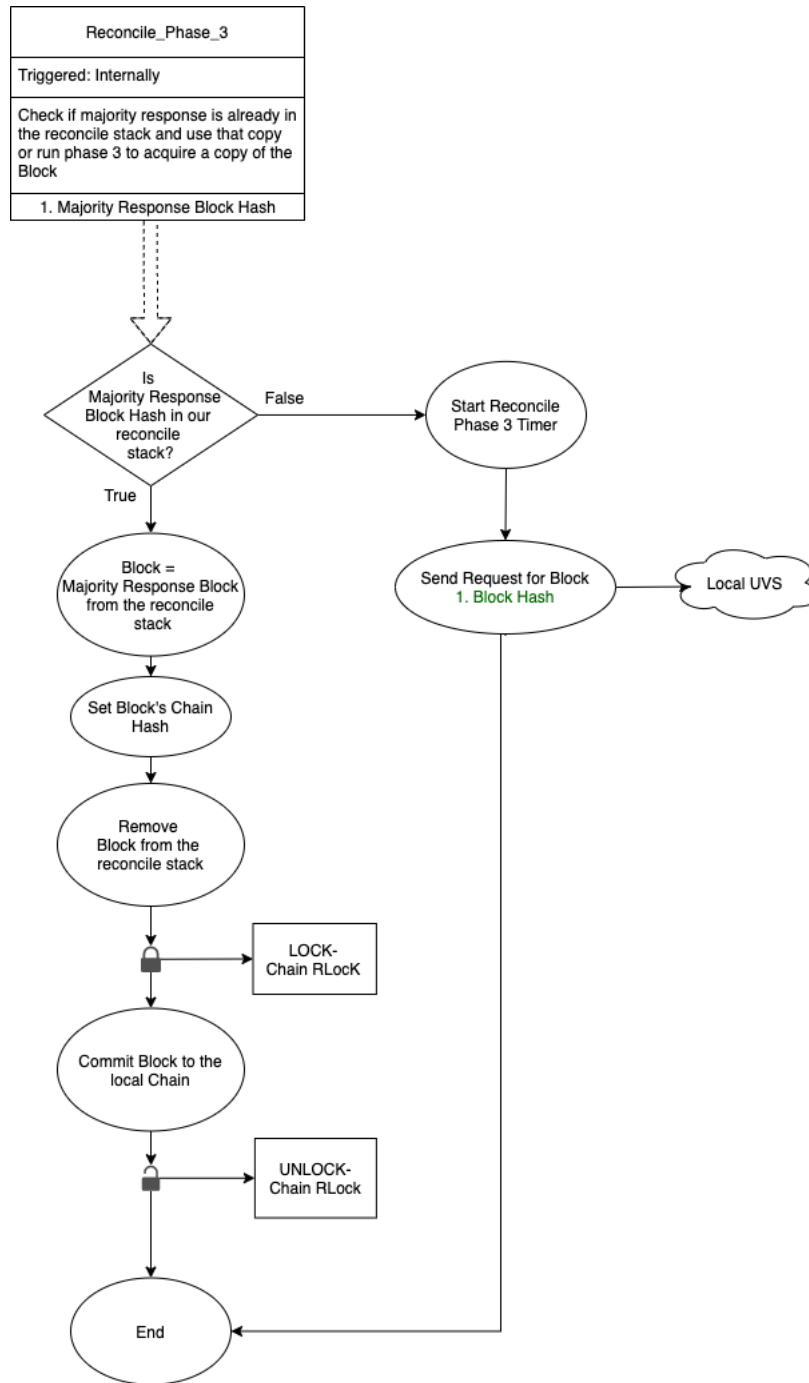 Reconcile_Phase_3
Triggered: Internally
Check if majority response is already in
the reconcile stack and use that copy
or run phase 3 to acquire a copy of the
Block
1. Majority Response Block Hash
Is
Majority Response
Block Hash in our
reconcile
stack?
False
Start Reconcile
Phase 3 Timer
True
Block =
Majority Response Block
from the reconcile
stack
Send Request for Block
1. Block Hash
Local UVS
Set Block's Chain
Hash
Remove
Block from the
reconcile stack
LOCK-
Chain RLocK
Commit Block to the
local Chain
UNLOCK-
Chain RLock
End